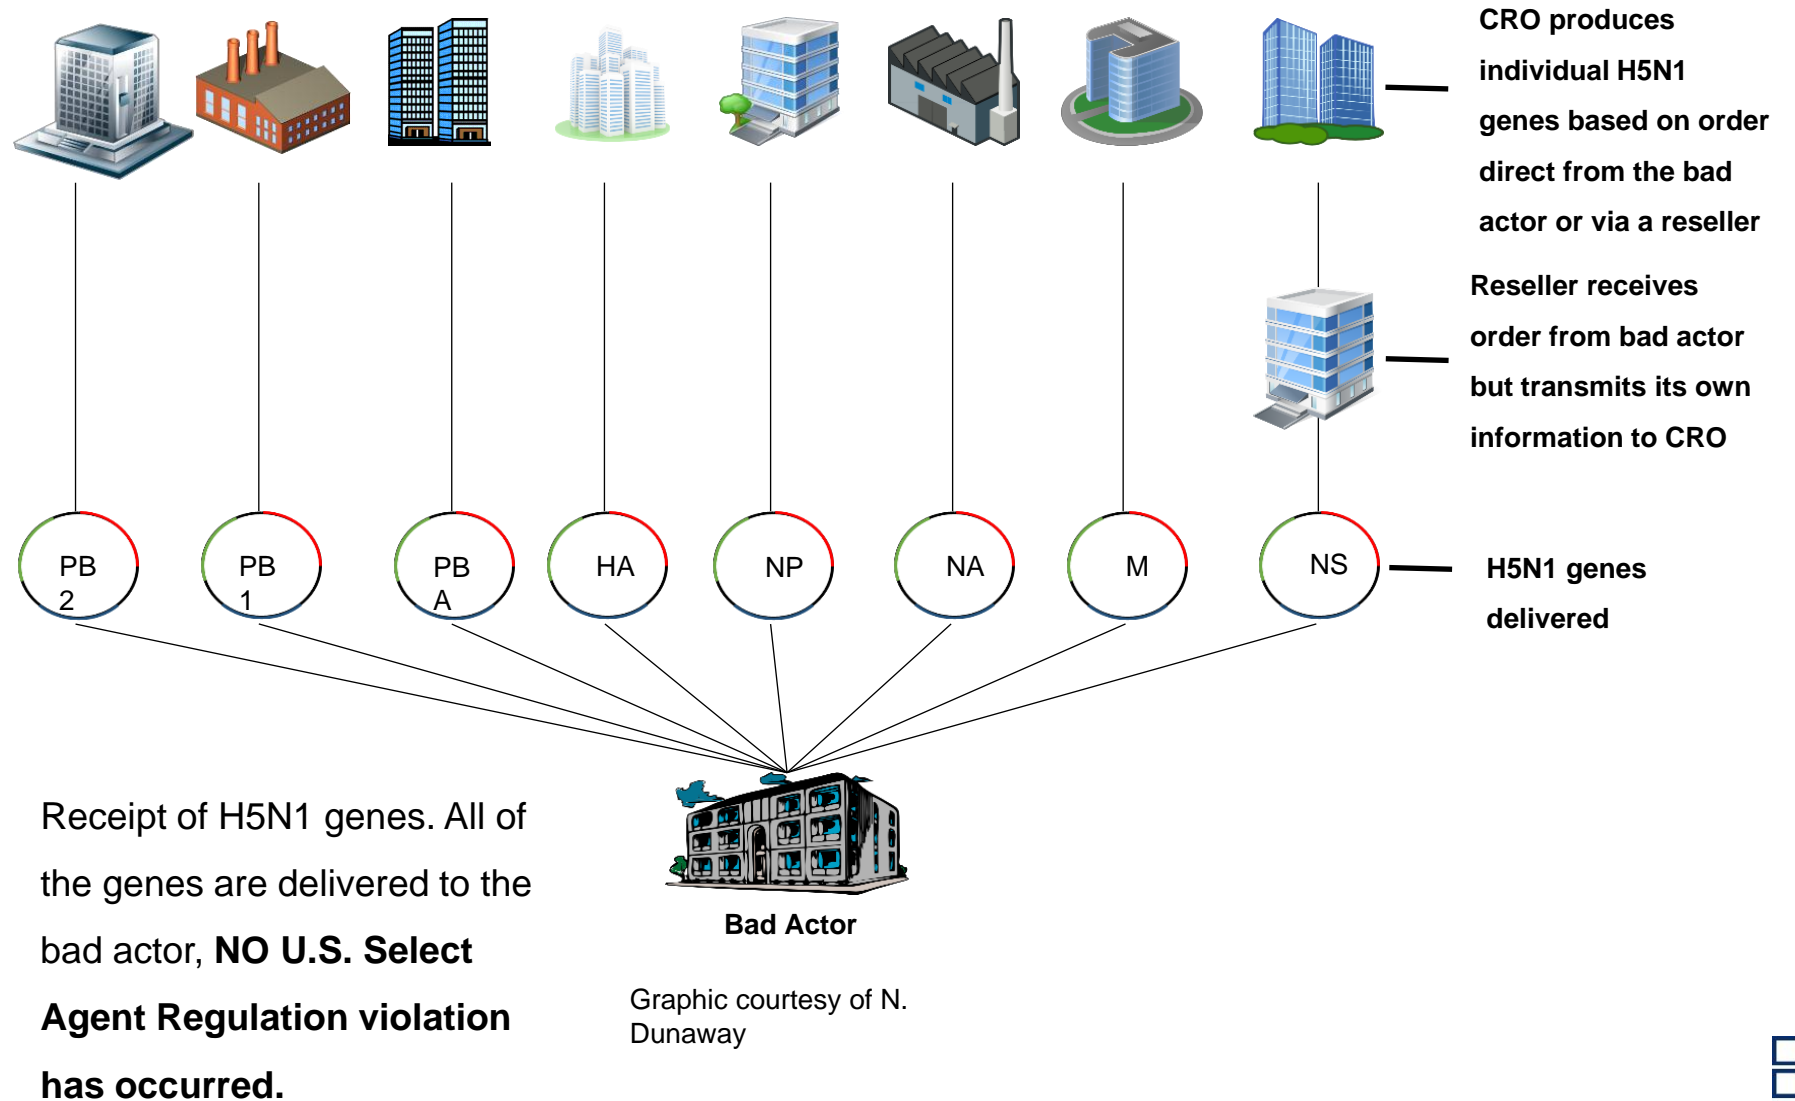 CRO produces
individual H5N1
genes based on order
direct from the bad
actor or via a reseller
Reseller receives
order from bad actor
but transmits its own
information to CRO
PB
2
PB
1
PB
A
HA
NP
NA
M
NS
H5N1 genes
delivered
Receipt of H5N1 genes. All of
the genes are delivered to the
bad actor, NO U.S. Select
Agent Regulation violation
has occurred.
Bad Actor
Graphic courtesy of N.
Dunaway